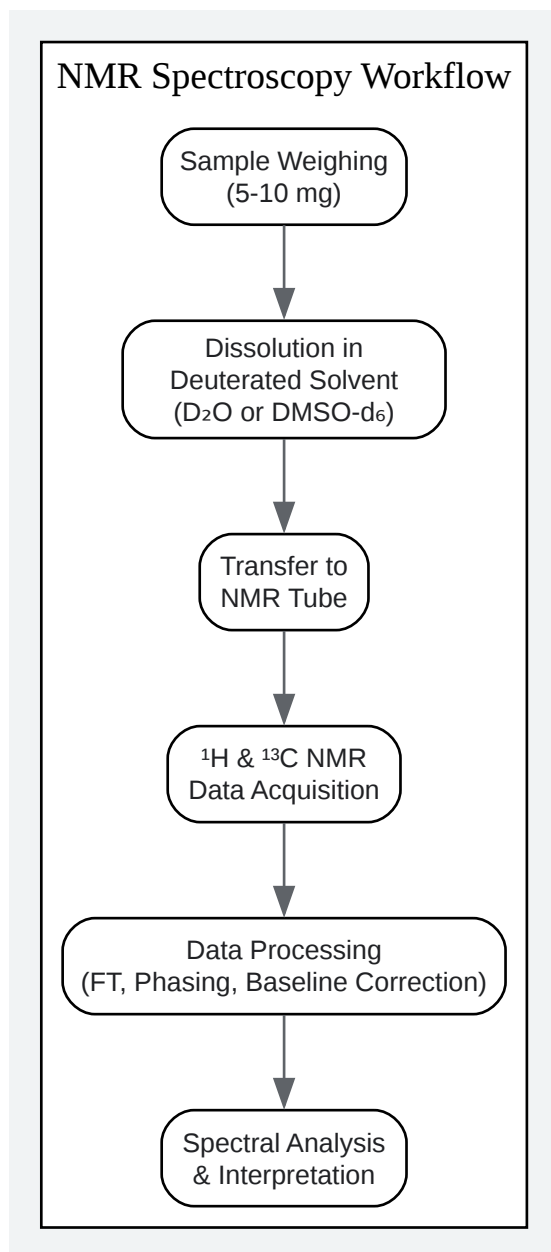 NMR Spectroscopy Workflow
Sample Weighing
(5-10 mg)
Dissolution in
Deuterated Solvent
(D₂O or DMSO-d₆)
Transfer to
NMR Tube
¹H & ¹³C NMR
Data Acquisition
Data Processing
(FT, Phasing, Baseline Correction)
Spectral Analysis
& Interpretation